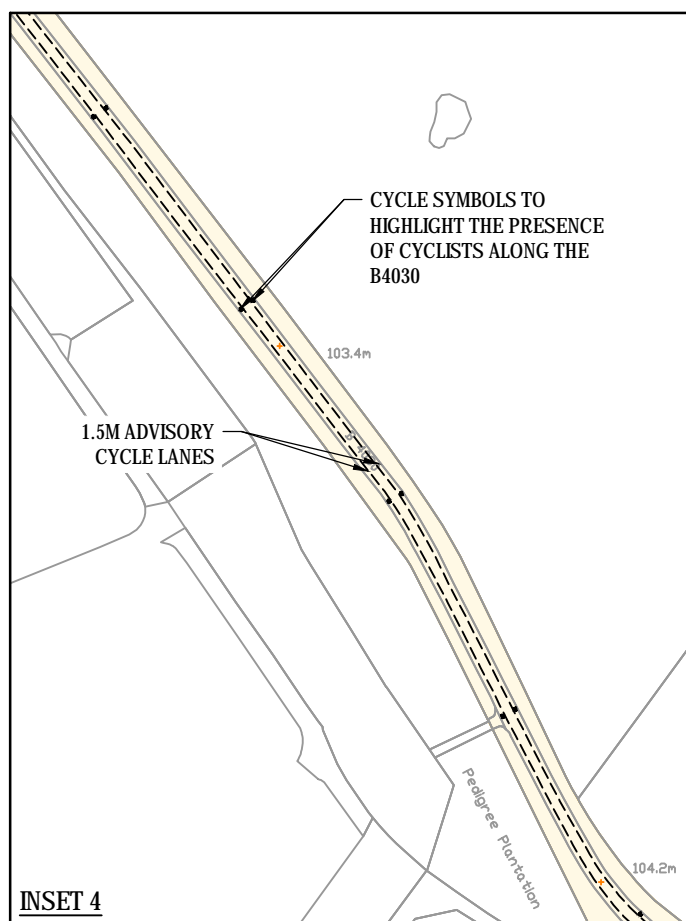 CYCLE SYMBOLS TO
HIGHLIGHT THE PRESENCE
OF CYCLISTS ALONG THE
B4030
103.4m
1.5M ADVISORY
CYCLE LANES
Pedigree Plantation
104.2m
INSET 4